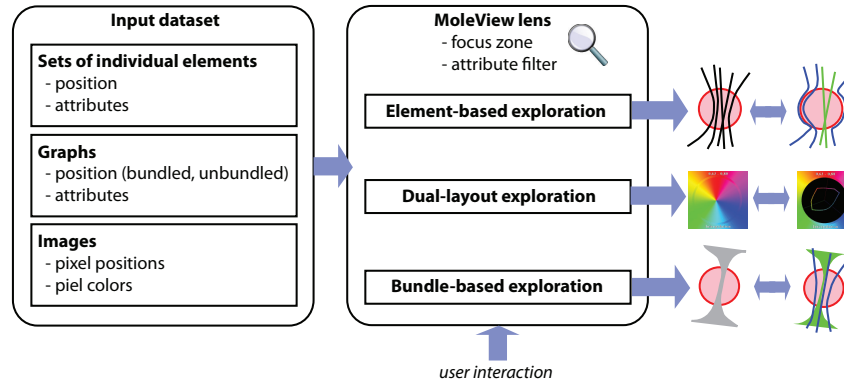 Input dataset
Sets of individual elements
- position
- attributes
Graphs
- position (bundled, unbundled)
- attributes
Images
- pixel positions
- piel colors
MoleView lens
- focus zone
- attribute filter
Element-based exploration
Dual-layout exploration
Bundle-based exploration
user interaction